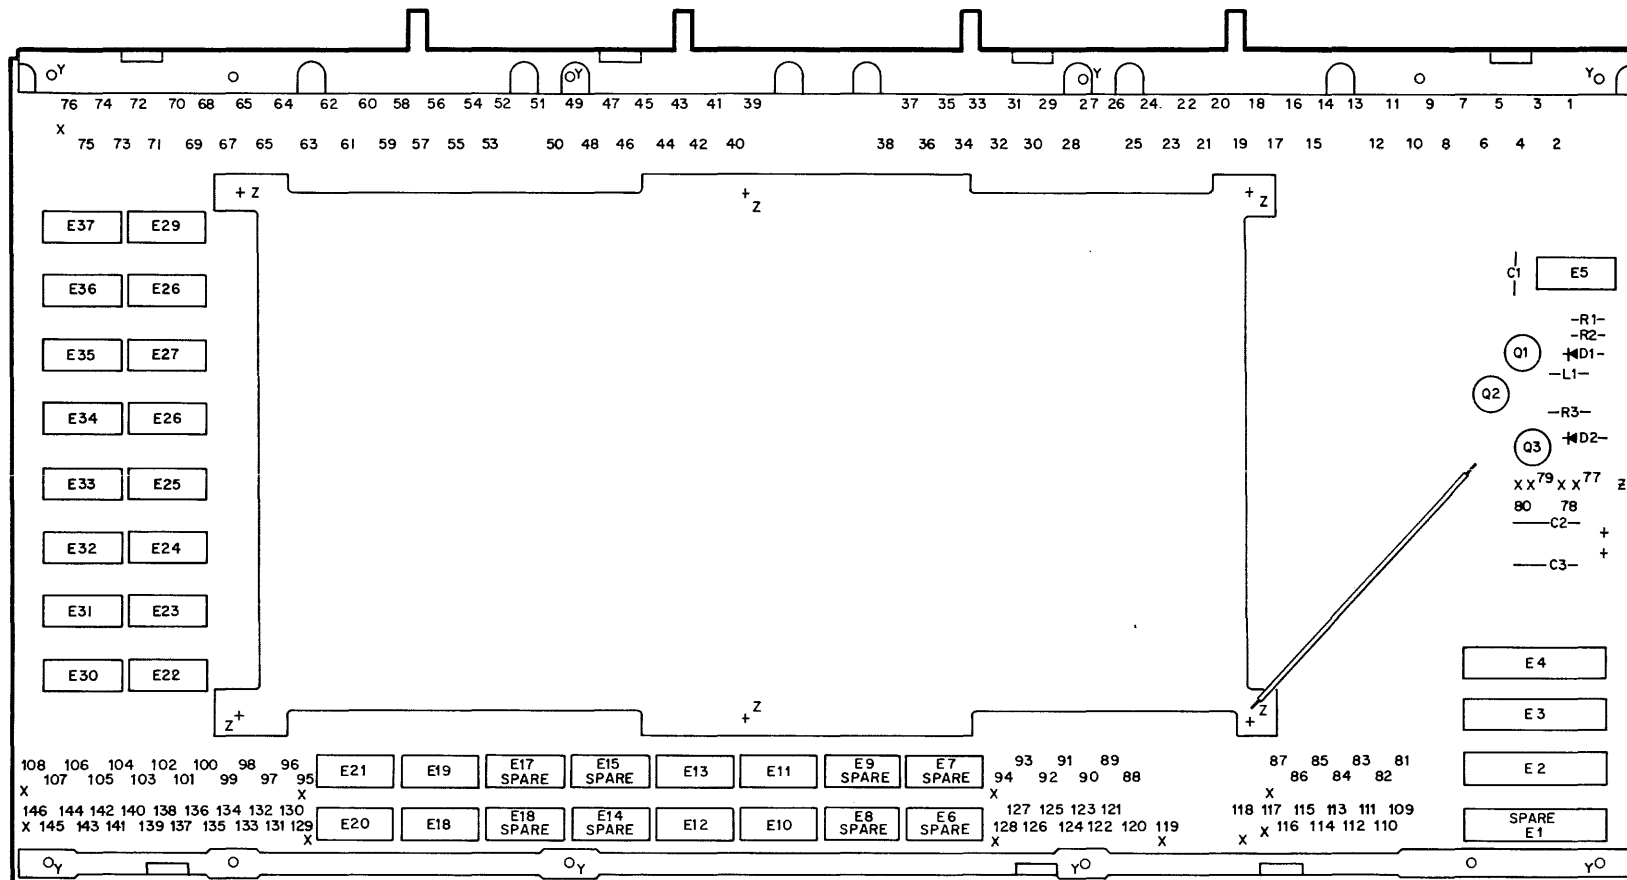 Y Y Y Y
76 74 72 70 68 65 64 62 60 58 56 54 52 51 49 47 45 43 41 39 37 35 33 31 29 27 26 24. 22 20 18 16 14 13 11 9 7 5 3 1
X
75 73 71 69 67 65 63 61 59 57 55 53 50 48 46 44 42 40 38 36 34 32 30 28 25 23 21 19 17 15 12 10 8 6 4 2
+ Z + Z + Z
E37 E29
C1 E5
E36 E26
-R1-
-R2-
E35 E27 Q1 D1-
-L1-
Q2
E34 E26 -R3-
Q3 D2-
E33 E25 X X 79 X X 77 Z
80 78
C2-
E32 E24 +
+
C3-
E31 E23
E30 E22 E4
Z + + Z + Z
E3
108 106 104 102 100 98 96 E21 E19 E17 SPARE E15 SPARE E13 E11 E9 SPARE E7 SPARE 93 91 89 87 85 83 81 E2
107 105 103 101 99 97 95 94 92 90 88 86 84 82
X X X X
146 144 142 140 138 136 134 132 130 E20 E18 E18 SPARE E14 SPARE E12 E10 E8 SPARE E6 SPARE 127 125 123 121 118 117 115 113 111 109 SPARE E1
X 145 143 141 139 137 135 133 131 129 128 126 124 122 120 119 X 116 114 112 110
X X X X
Y Y Y Y